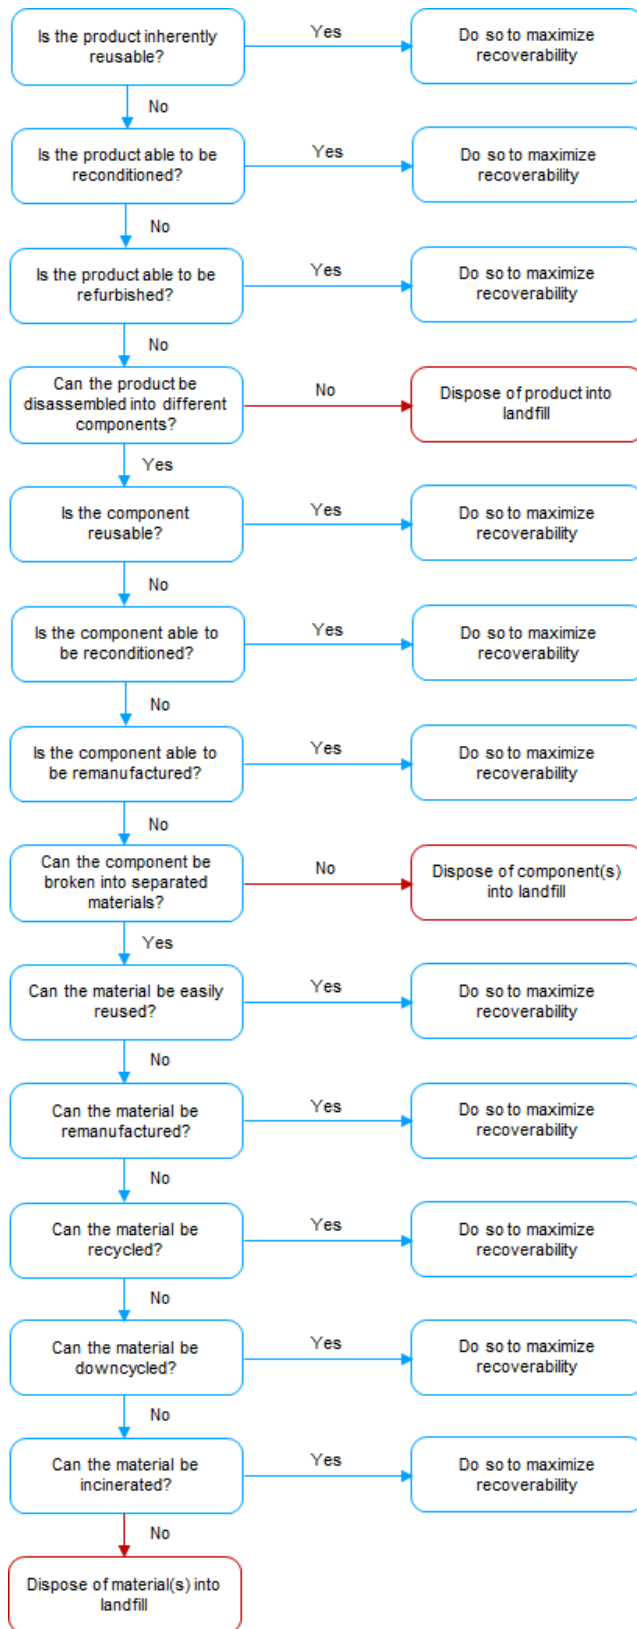 Is the product inherently
reusable?
Yes
Do so to maximize
recoverability
No
Is the product able to be
reconditioned?
Yes
Do so to maximize
recoverability
No
Is the product able to be
refurbished?
Yes
Do so to maximize
recoverability
No
Can the product be
disassembled into different
components?
No
Dispose of product into
landfill
Yes
Is the component
reusable?
Yes
Do so to maximize
recoverability
No
Is the component able to
be reconditioned?
Yes
Do so to maximize
recoverability
No
Is the component able to
be remanufactured?
Yes
Do so to maximize
recoverability
No
Can the component be
broken into separated
materials?
No
Dispose of component(s)
into landfill
Yes
Can the material be easily
reused?
Yes
Do so to maximize
recoverability
No
Can the material be
remanufactured?
Yes
Do so to maximize
recoverability
No
Can the material be
recycled?
Yes
Do so to maximize
recoverability
No
Can the material be
downcycled?
Yes
Do so to maximize
recoverability
No
Can the material be
incinerated?
Yes
Do so to maximize
recoverability
No
Dispose of material(s) into
landfill